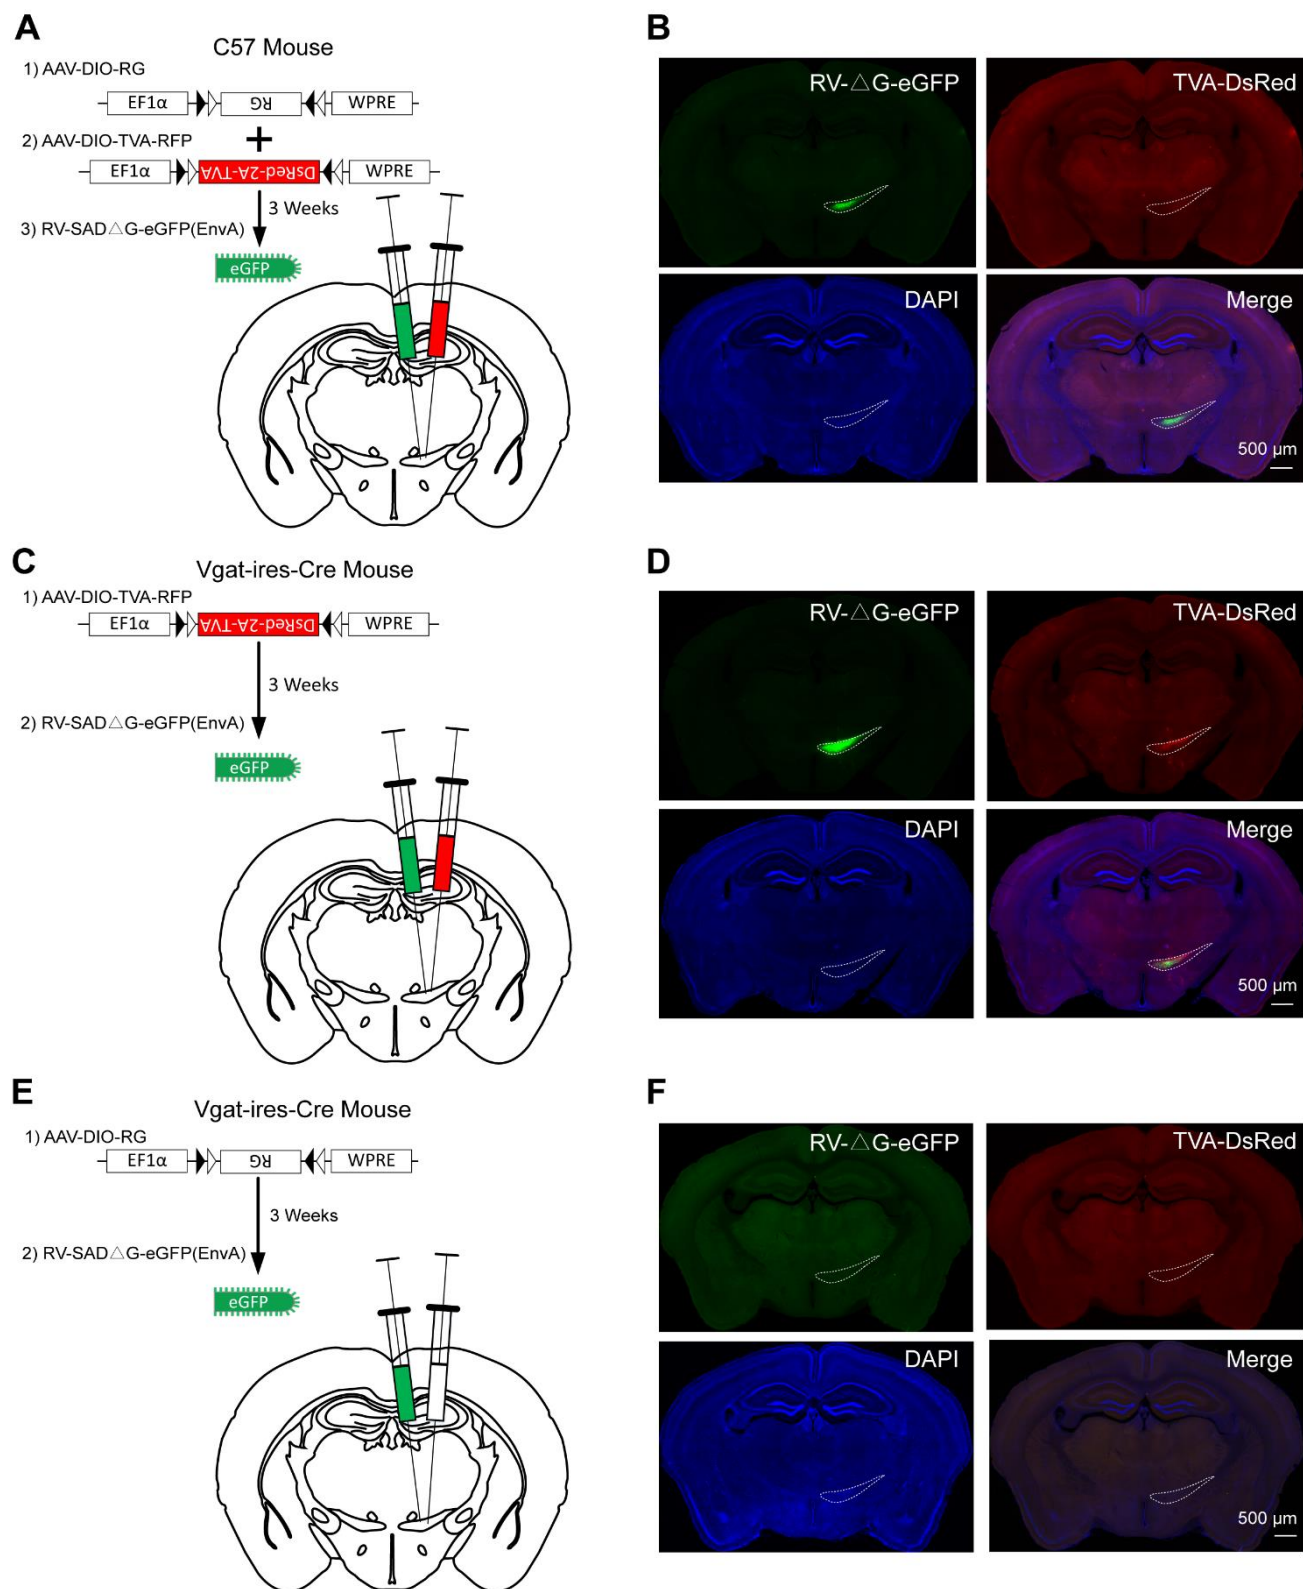 A
C57 Mouse
1) AAV-DIO-RG
EF1α RG WPRE
+
2) AAV-DIO-TVA-RFP
EF1α DsRed-2A-TVA WPRE
3 Weeks
3) RV-SAD△G-eGFP(EnvA)
eGFP
B
RV-△G-eGFP
TVA-DsRed
DAPI
Merge
500 µm
C
Vgat-ires-Cre Mouse
1) AAV-DIO-TVA-RFP
EF1α DsRed-2A-TVA WPRE
3 Weeks
2) RV-SAD△G-eGFP(EnvA)
eGFP
D
RV-△G-eGFP
TVA-DsRed
DAPI
Merge
500 µm
E
Vgat-ires-Cre Mouse
1) AAV-DIO-RG
EF1α RG WPRE
3 Weeks
2) RV-SAD△G-eGFP(EnvA)
eGFP
F
RV-△G-eGFP
TVA-DsRed
DAPI
Merge
500 µm